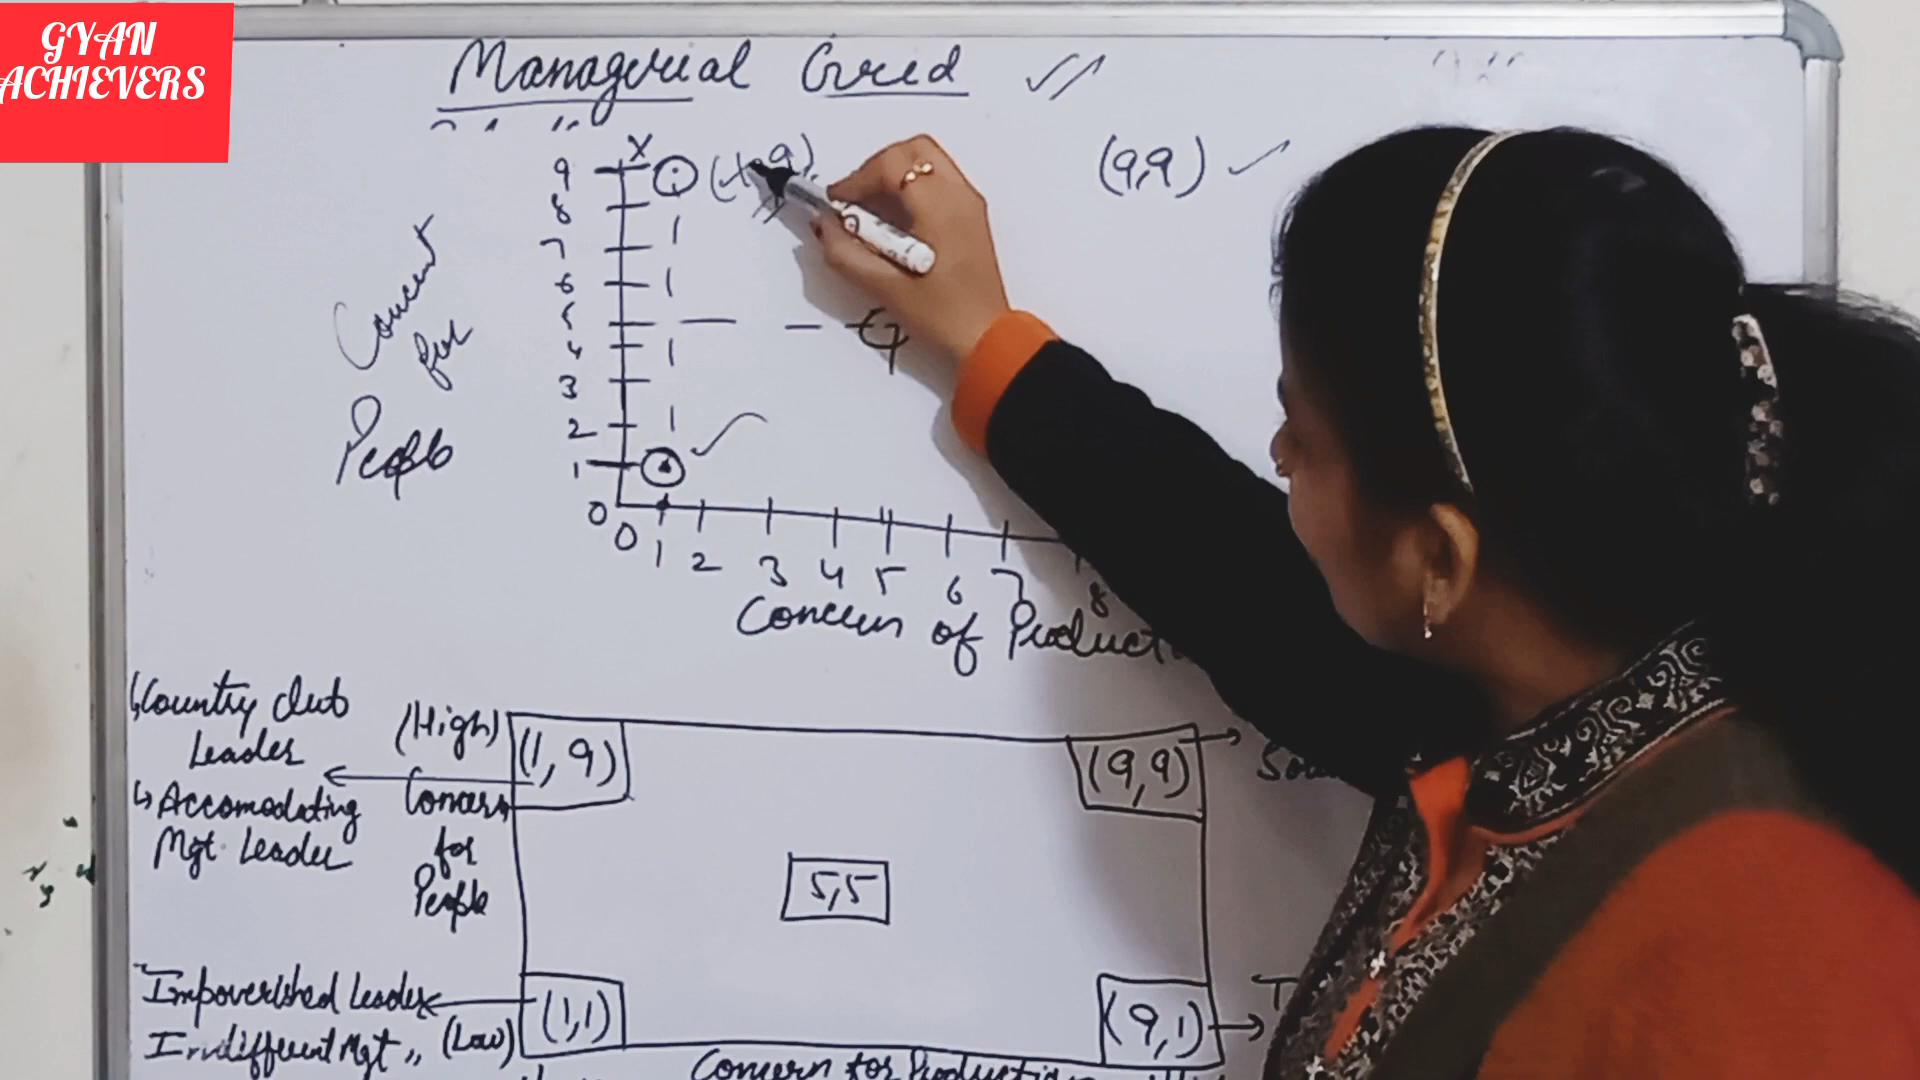 GYAN
ACHIEVERS
Managerial Grid
X
9
(1,9)
(9,9)
8
7
6
5
4
3
2
1
0
0 1 2 3 4 5 6 7 8
Concern
for
People
Concern of Product
Country club
Leader
Accomodating
Mgt. Leader
(High)
Concern
for
People
(1,9)
(9,9)
5,5
Impoverished Leader
Indifferent Mgt ,, (Low)
(1,1)
(9,1)
Concern for Production